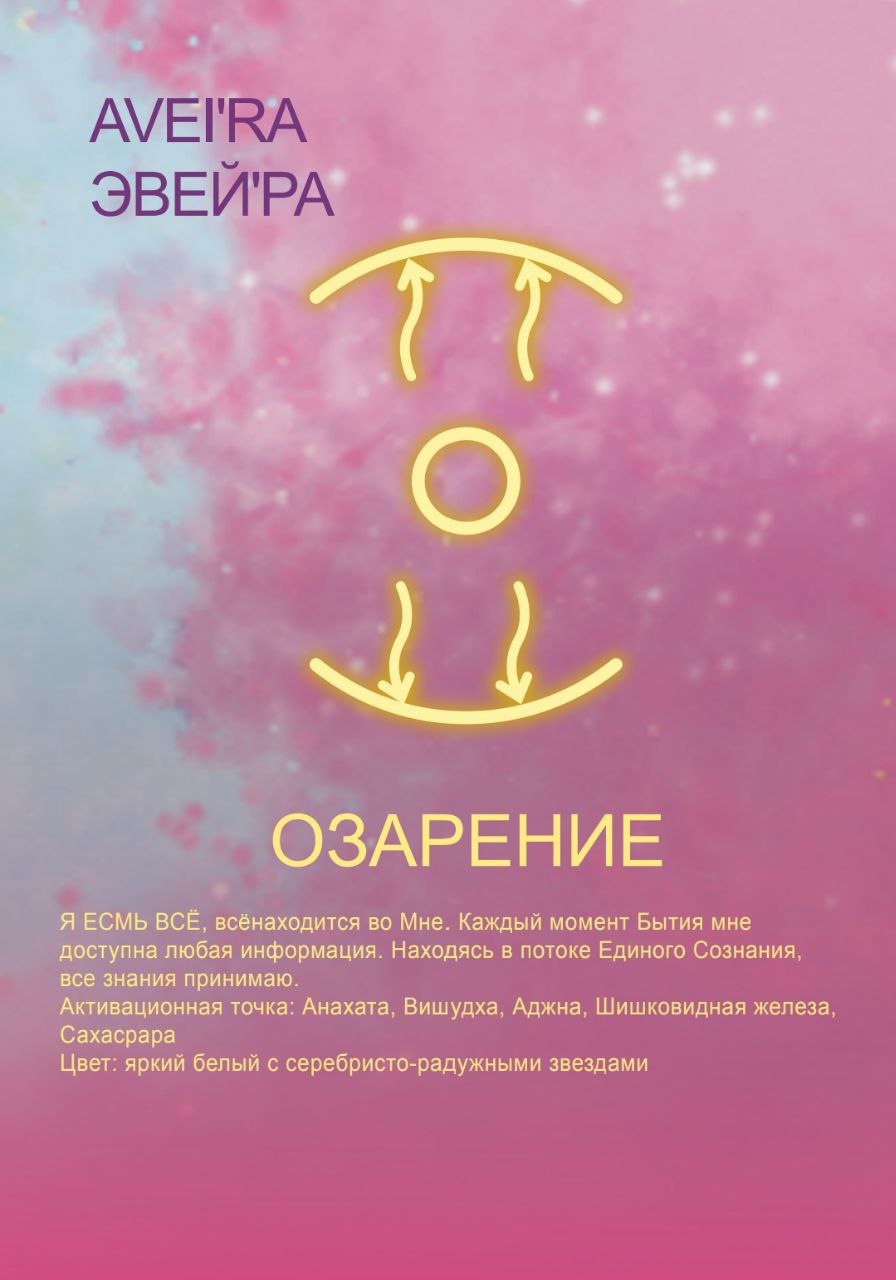 AVEI'RA
ЭВЕЙ'РА
ОЗАРЕНИЕ
Я ЕСМЬ ВСЁ, всёнаходится во Мне. Каждый момент Бытия мне
доступна любая информация. Находясь в потоке Единого Сознания,
все знания принимаю.
Активационная точка: Анахата, Вишудха, Аджна, Шишковидная железа,
Сахасрара
Цвет: яркий белый с серебристо-радужными звездами